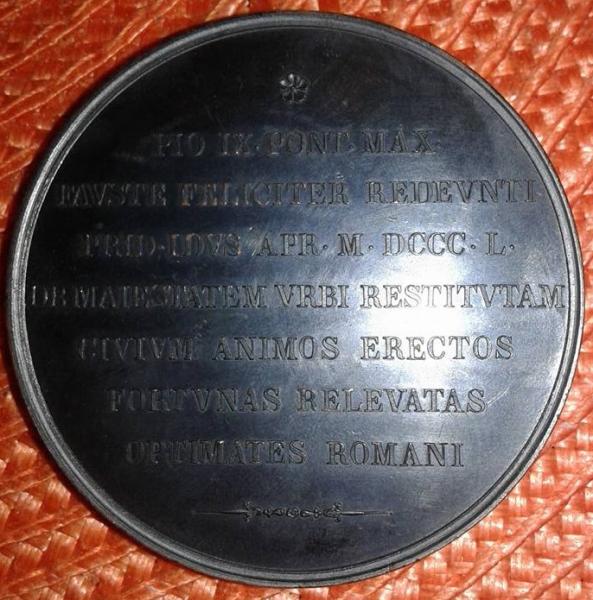 PIO IX·PONT·MAX·
FAVSTE FELICITER REDEVNTI·
PRID·IDVS APR·M·DCCC·L·
OB MAIESTATEM VRBI RESTITVTAM
CIVIVM ANIMOS ERECTOS
FORTVNAS RELEVATAS
OPTIMATES ROMANI